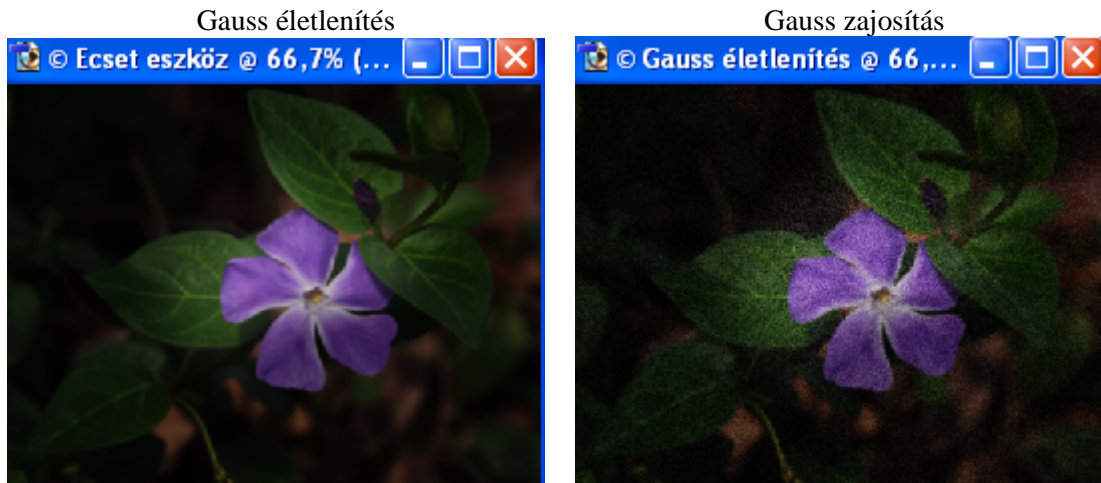 Gauss életlenítés
Gauss zajosítás
© Ecset eszköz @ 66,7% (...
© Gauss életlenítés @ 66,...